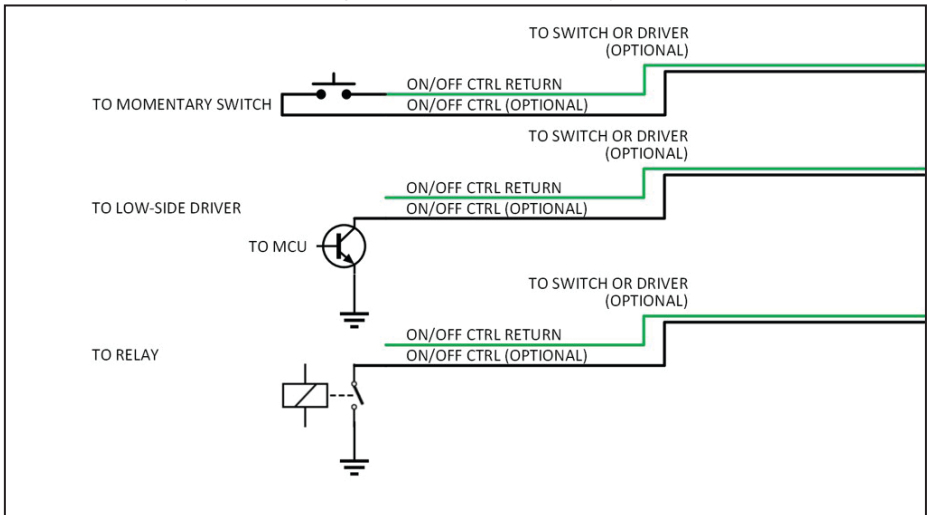 TO SWITCH OR DRIVER
(OPTIONAL)
ON/OFF CTRL RETURN
TO MOMENTARY SWITCH
ON/OFF CTRL (OPTIONAL)
TO SWITCH OR DRIVER
(OPTIONAL)
ON/OFF CTRL RETURN
TO LOW-SIDE DRIVER
ON/OFF CTRL (OPTIONAL)
TO MCU
TO SWITCH OR DRIVER
(OPTIONAL)
ON/OFF CTRL RETURN
TO RELAY
ON/OFF CTRL (OPTIONAL)